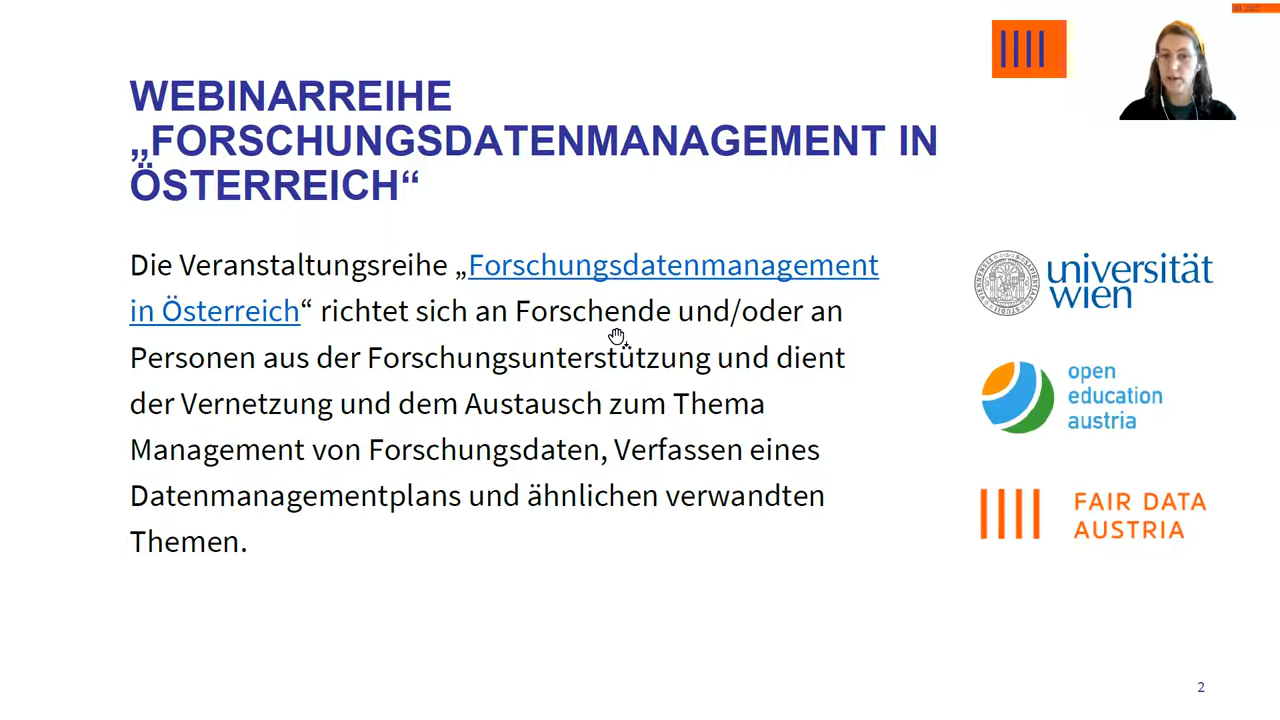 WEBINARREIHE
„FORSCHUNGSDATENMANAGEMENT IN
ÖSTERREICH“
Die Veranstaltungsreihe „Forschungsdatenmanagement
in Österreich“ richtet sich an Forschende und/oder an
Personen aus der Forschungsunterstützung und dient
der Vernetzung und dem Austausch zum Thema
Management von Forschungsdaten, Verfassen eines
Datenmanagementplans und ähnlichen verwandten
Themen.
universität
wien
open
education
austria
FAIR DATA
AUSTRIA
2